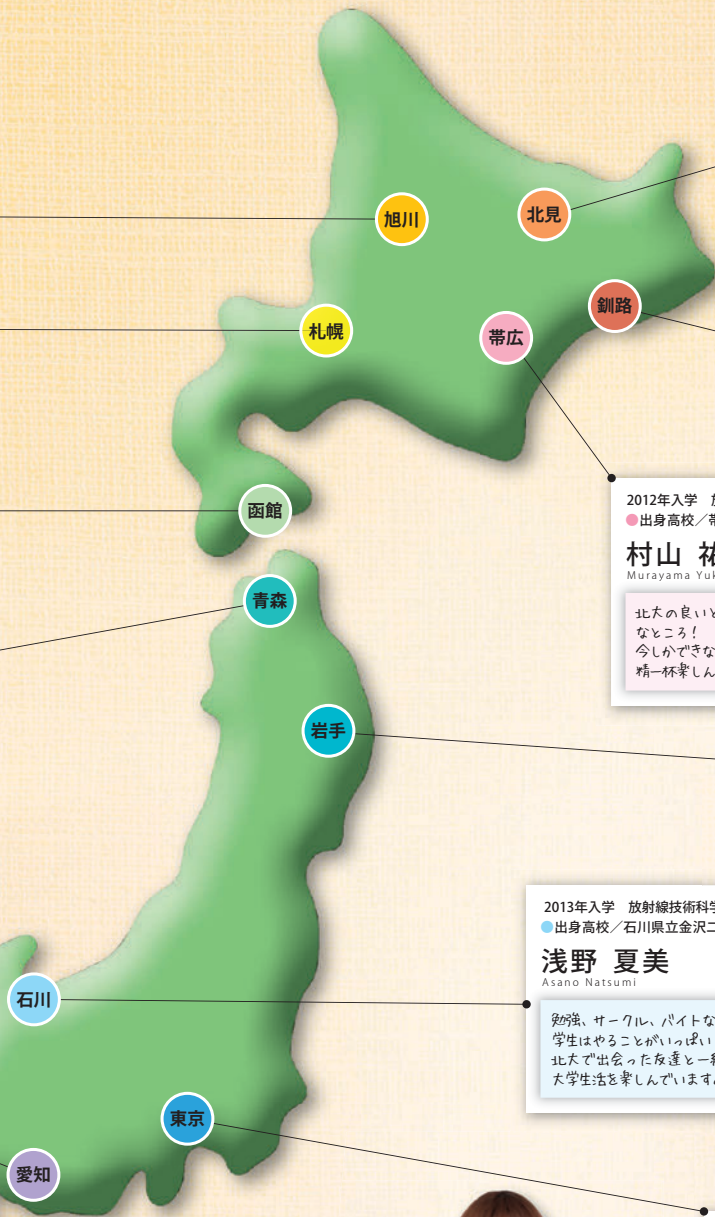 旭川
北見
釧路
札幌
帯広
函館
青森
岩手
石川
東京
愛知
2012年入学
●出身高校／帯
村山 祐
Murayama Yuk
北大の良いと
なところ！
今しかできな
精一杯楽しん
2013年入学 放射線技術科学
●出身高校／石川県立金沢二
浅野 夏美
Asano Natsumi
勉強、サークル、バイトな
学生はやることがいっぱい
北大で出会った友達と一緒
大学生活を楽しんでいます